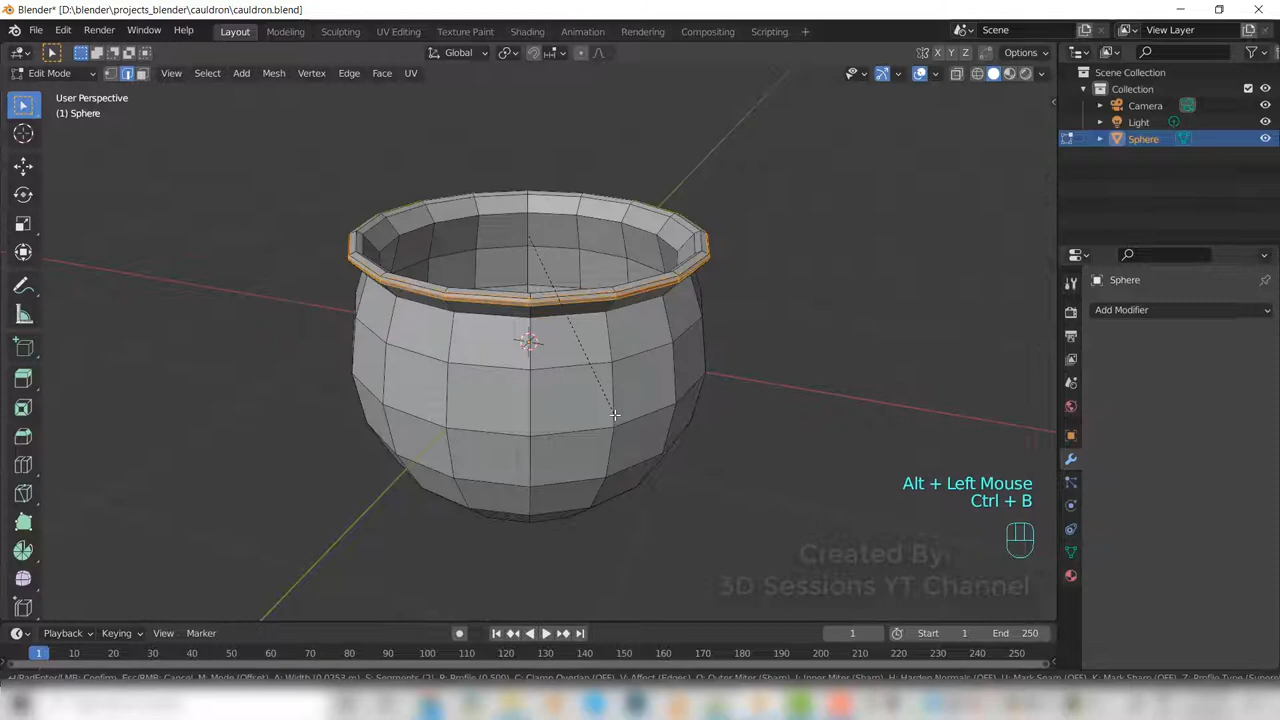 Blender* [D:\blender\projects_blender\cauldron\cauldron.blend]
File Edit Render Window Help Layout Modeling Sculpting UV Editing Texture Paint Shading Animation Rendering Compositing Scripting + Scene View Layer
Global X Y Z Options
Edit Mode View Select Add Mesh Vertex Edge Face UV
Scene Collection
Collection
Camera
Light
Sphere
User Perspective
(1) Sphere
Sphere
Add Modifier
Alt + Left Mouse
Ctrl + B
Created By:
3D Sessions YT Channel
Playback Keying View Marker 1 Start 1 End 250
1 10 20 30 40 50 60 70 80 90 100 110 120 130 140 150 160 170 180 190 200 210 220 230 240 250